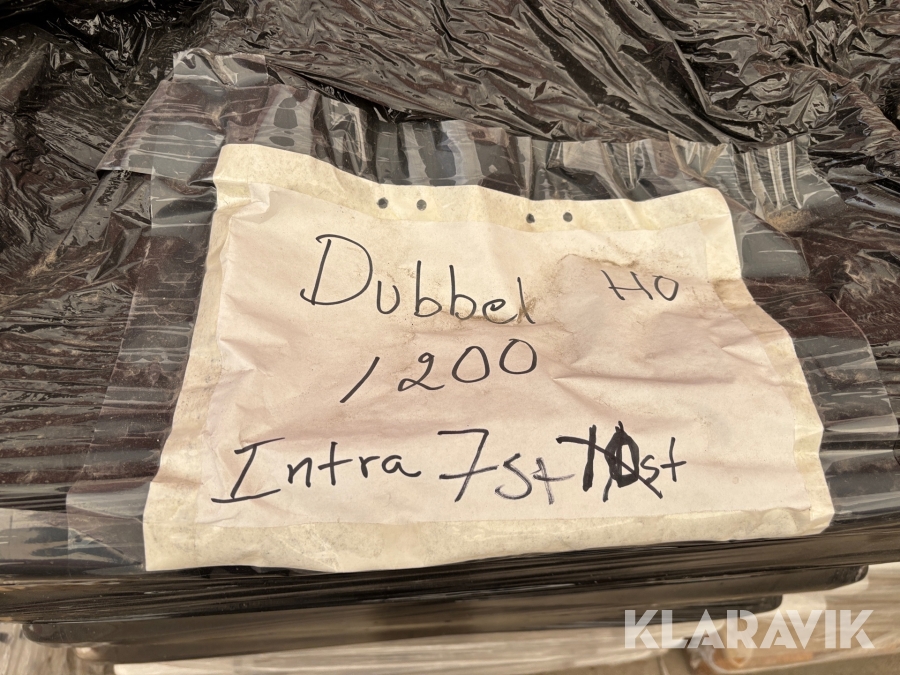 Dubbel HO
1200
Intra 7st 10st
KLARAVIK